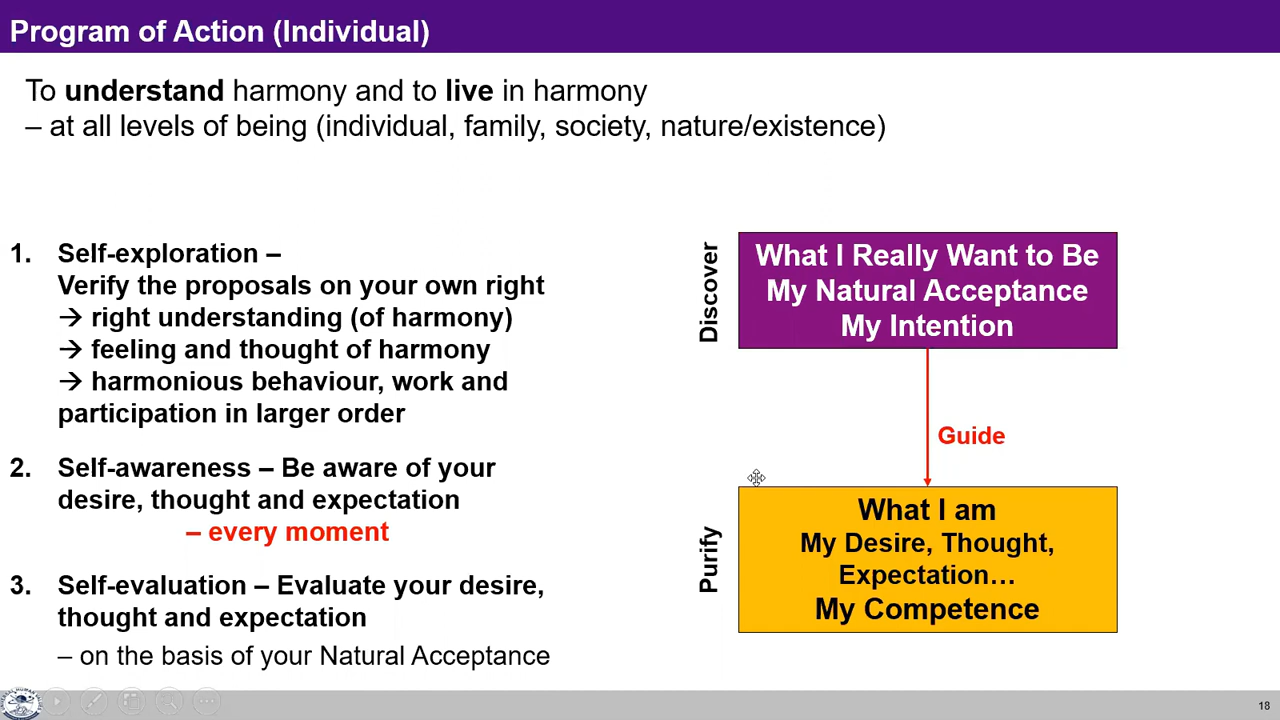 Program of Action (Individual)
To understand harmony and to live in harmony
– at all levels of being (individual, family, society, nature/existence)
1. Self-exploration –
Verify the proposals on your own right
→ right understanding (of harmony)
→ feeling and thought of harmony
→ harmonious behaviour, work and
participation in larger order
2. Self-awareness – Be aware of your
desire, thought and expectation
– every moment
3. Self-evaluation – Evaluate your desire,
thought and expectation
– on the basis of your Natural Acceptance
Discover
What I Really Want to Be
My Natural Acceptance
My Intention
Guide
Purify
What I am
My Desire, Thought,
Expectation…
My Competence
18